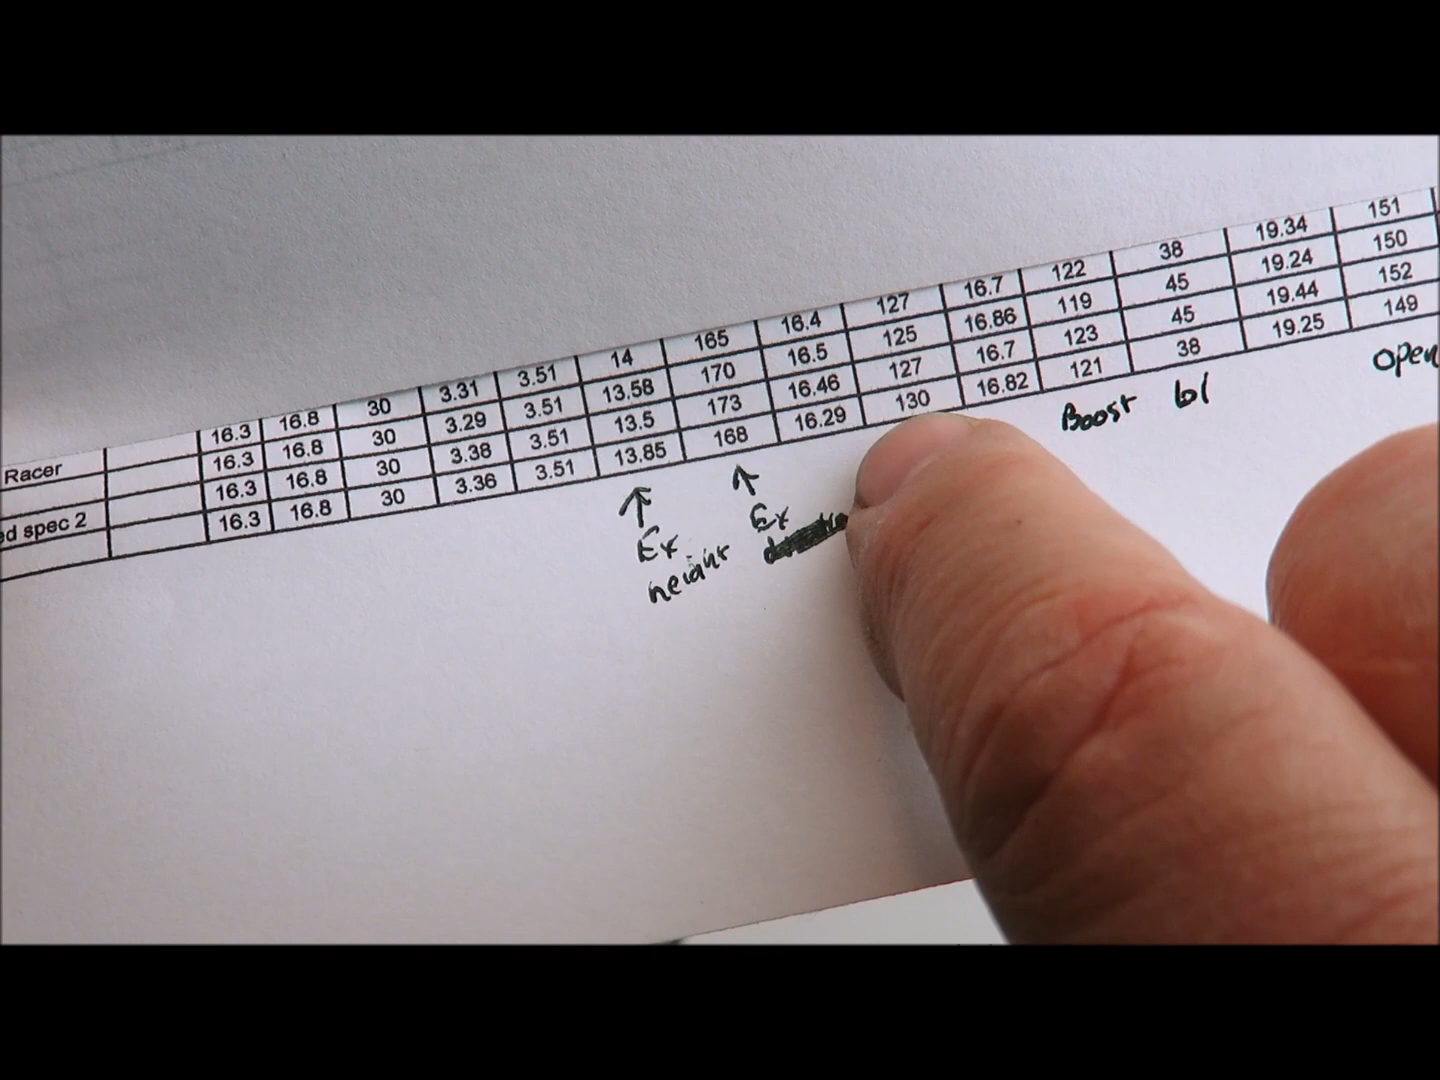 Racer 16.3 16.8 30 3.31 3.51 14 165 16.4 127 16.7 122 38 19.34 151
16.3 16.8 30 3.29 3.51 13.58 170 16.5 125 16.86 119 45 19.24 150
ed spec 2 16.3 16.8 30 3.38 3.51 13.5 173 16.46 127 16.7 123 45 19.44 152
16.3 16.8 30 3.36 3.51 13.85 168 16.29 130 16.82 121 38 19.25 149
Ex
height
Ex
Boost
open